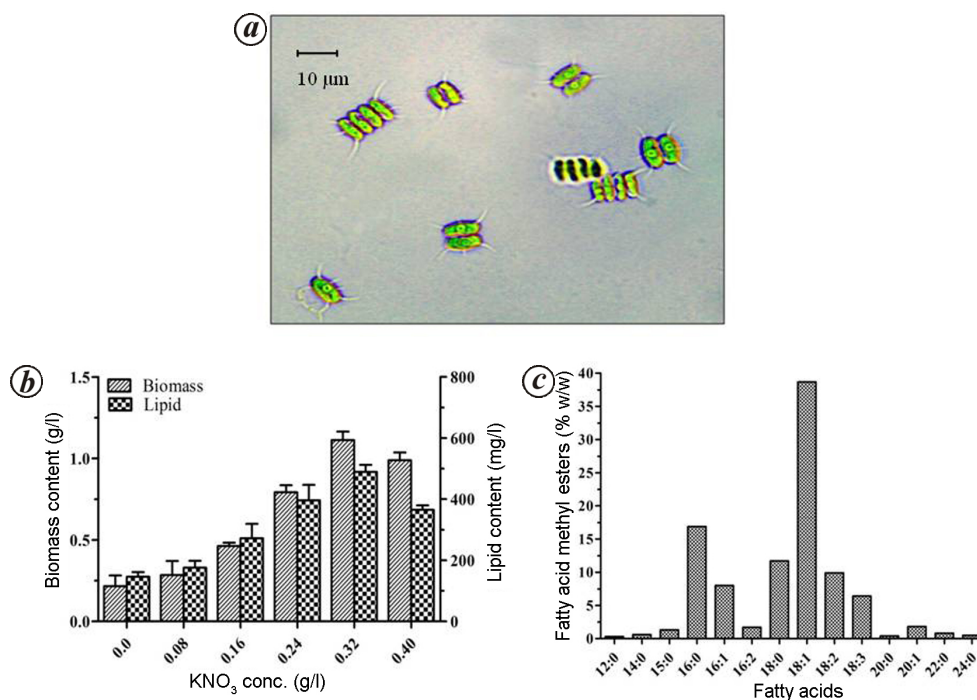 a
10 µm
b
1.5
1.0
0.5
0.0
Biomass content (g/l)
Biomass
Lipid
800
600
400
200
0
Lipid content (mg/l)
0.0 0.08 0.16 0.24 0.32 0.40
KNO3 conc. (g/l)
c
40
35
30
25
20
15
10
5
0
Fatty acid methyl esters (% w/w)
12:0 14:0 15:0 16:0 16:1 16:2 18:0 18:1 18:2 18:3 20:0 20:1 22:0 24:0
Fatty acids